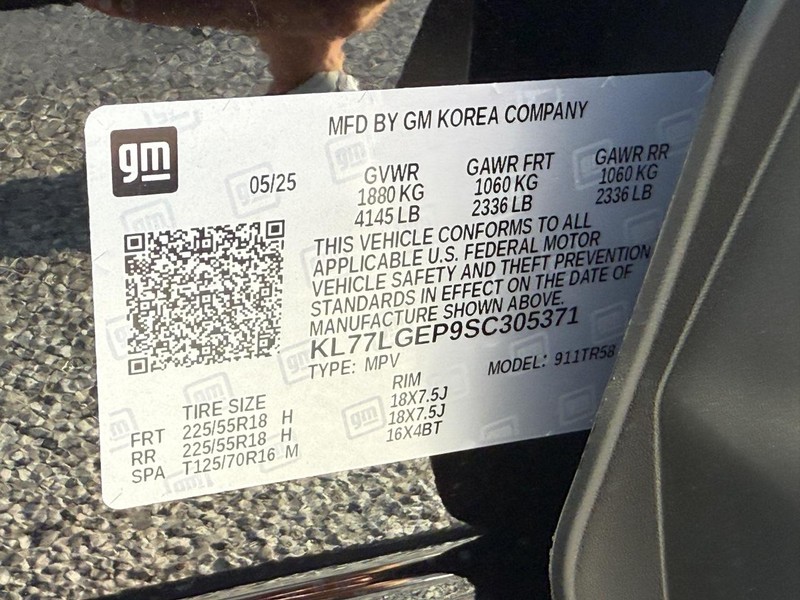 MFD BY GM KOREA COMPANY
gm
05/25
GVWR GAWR FRT GAWR RR
1880 KG 1060 KG 1060 KG
4145 LB 2336 LB 2336 LB
THIS VEHICLE CONFORMS TO ALL
APPLICABLE U.S. FEDERAL MOTOR
VEHICLE SAFETY AND THEFT PREVENTION
STANDARDS IN EFFECT ON THE DATE OF
MANUFACTURE SHOWN ABOVE.
KL77LGEP9SC305371
TYPE: MPV MODEL: 911TR58
TIRE SIZE RIM
FRT 225/55R18 H 18X7.5J
RR 225/55R18 H 18X7.5J
SPA T125/70R16 M 16X4BT